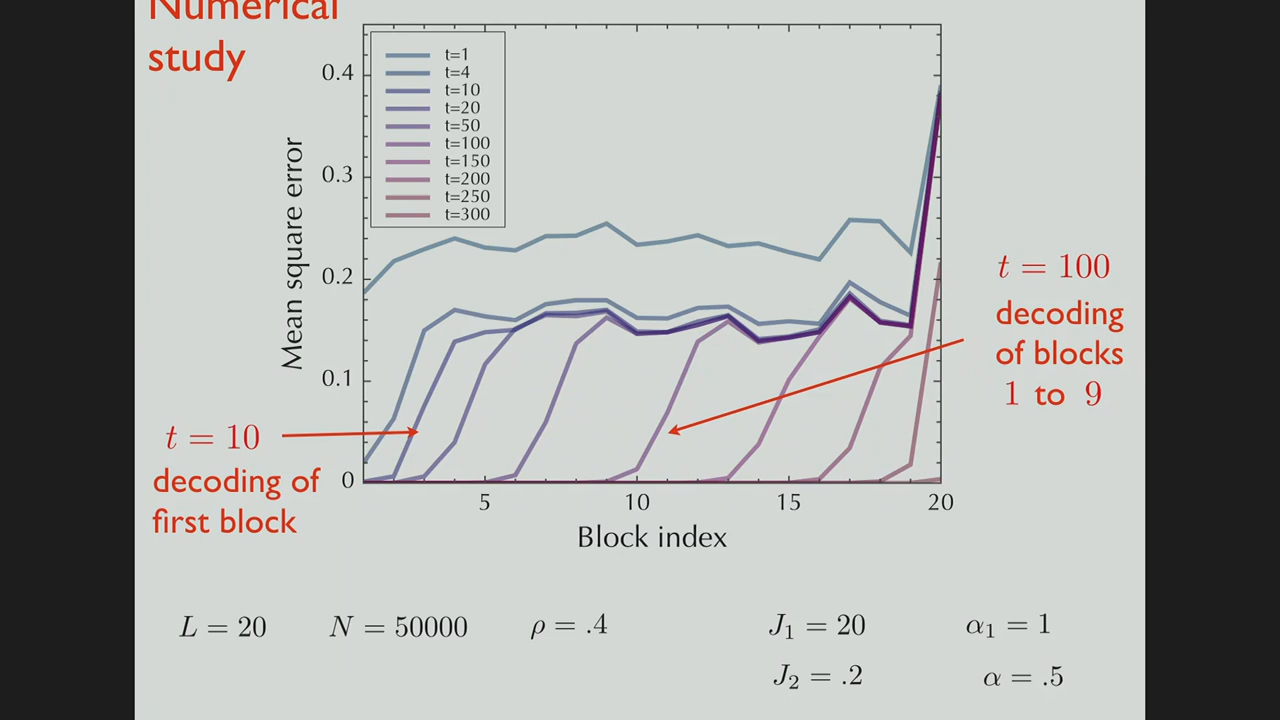 Numerical
study
Mean square error
0.4
0.3
0.2
0.1
0
t=1
t=4
t=10
t=20
t=50
t=100
t=150
t=200
t=250
t=300
5
10
15
20
Block index
t = 10
decoding of
first block
t = 100
decoding
of blocks
1 to 9
L = 20
N = 50000
ρ = .4
J₁ = 20
α₁ = 1
J₂ = .2
α = .5